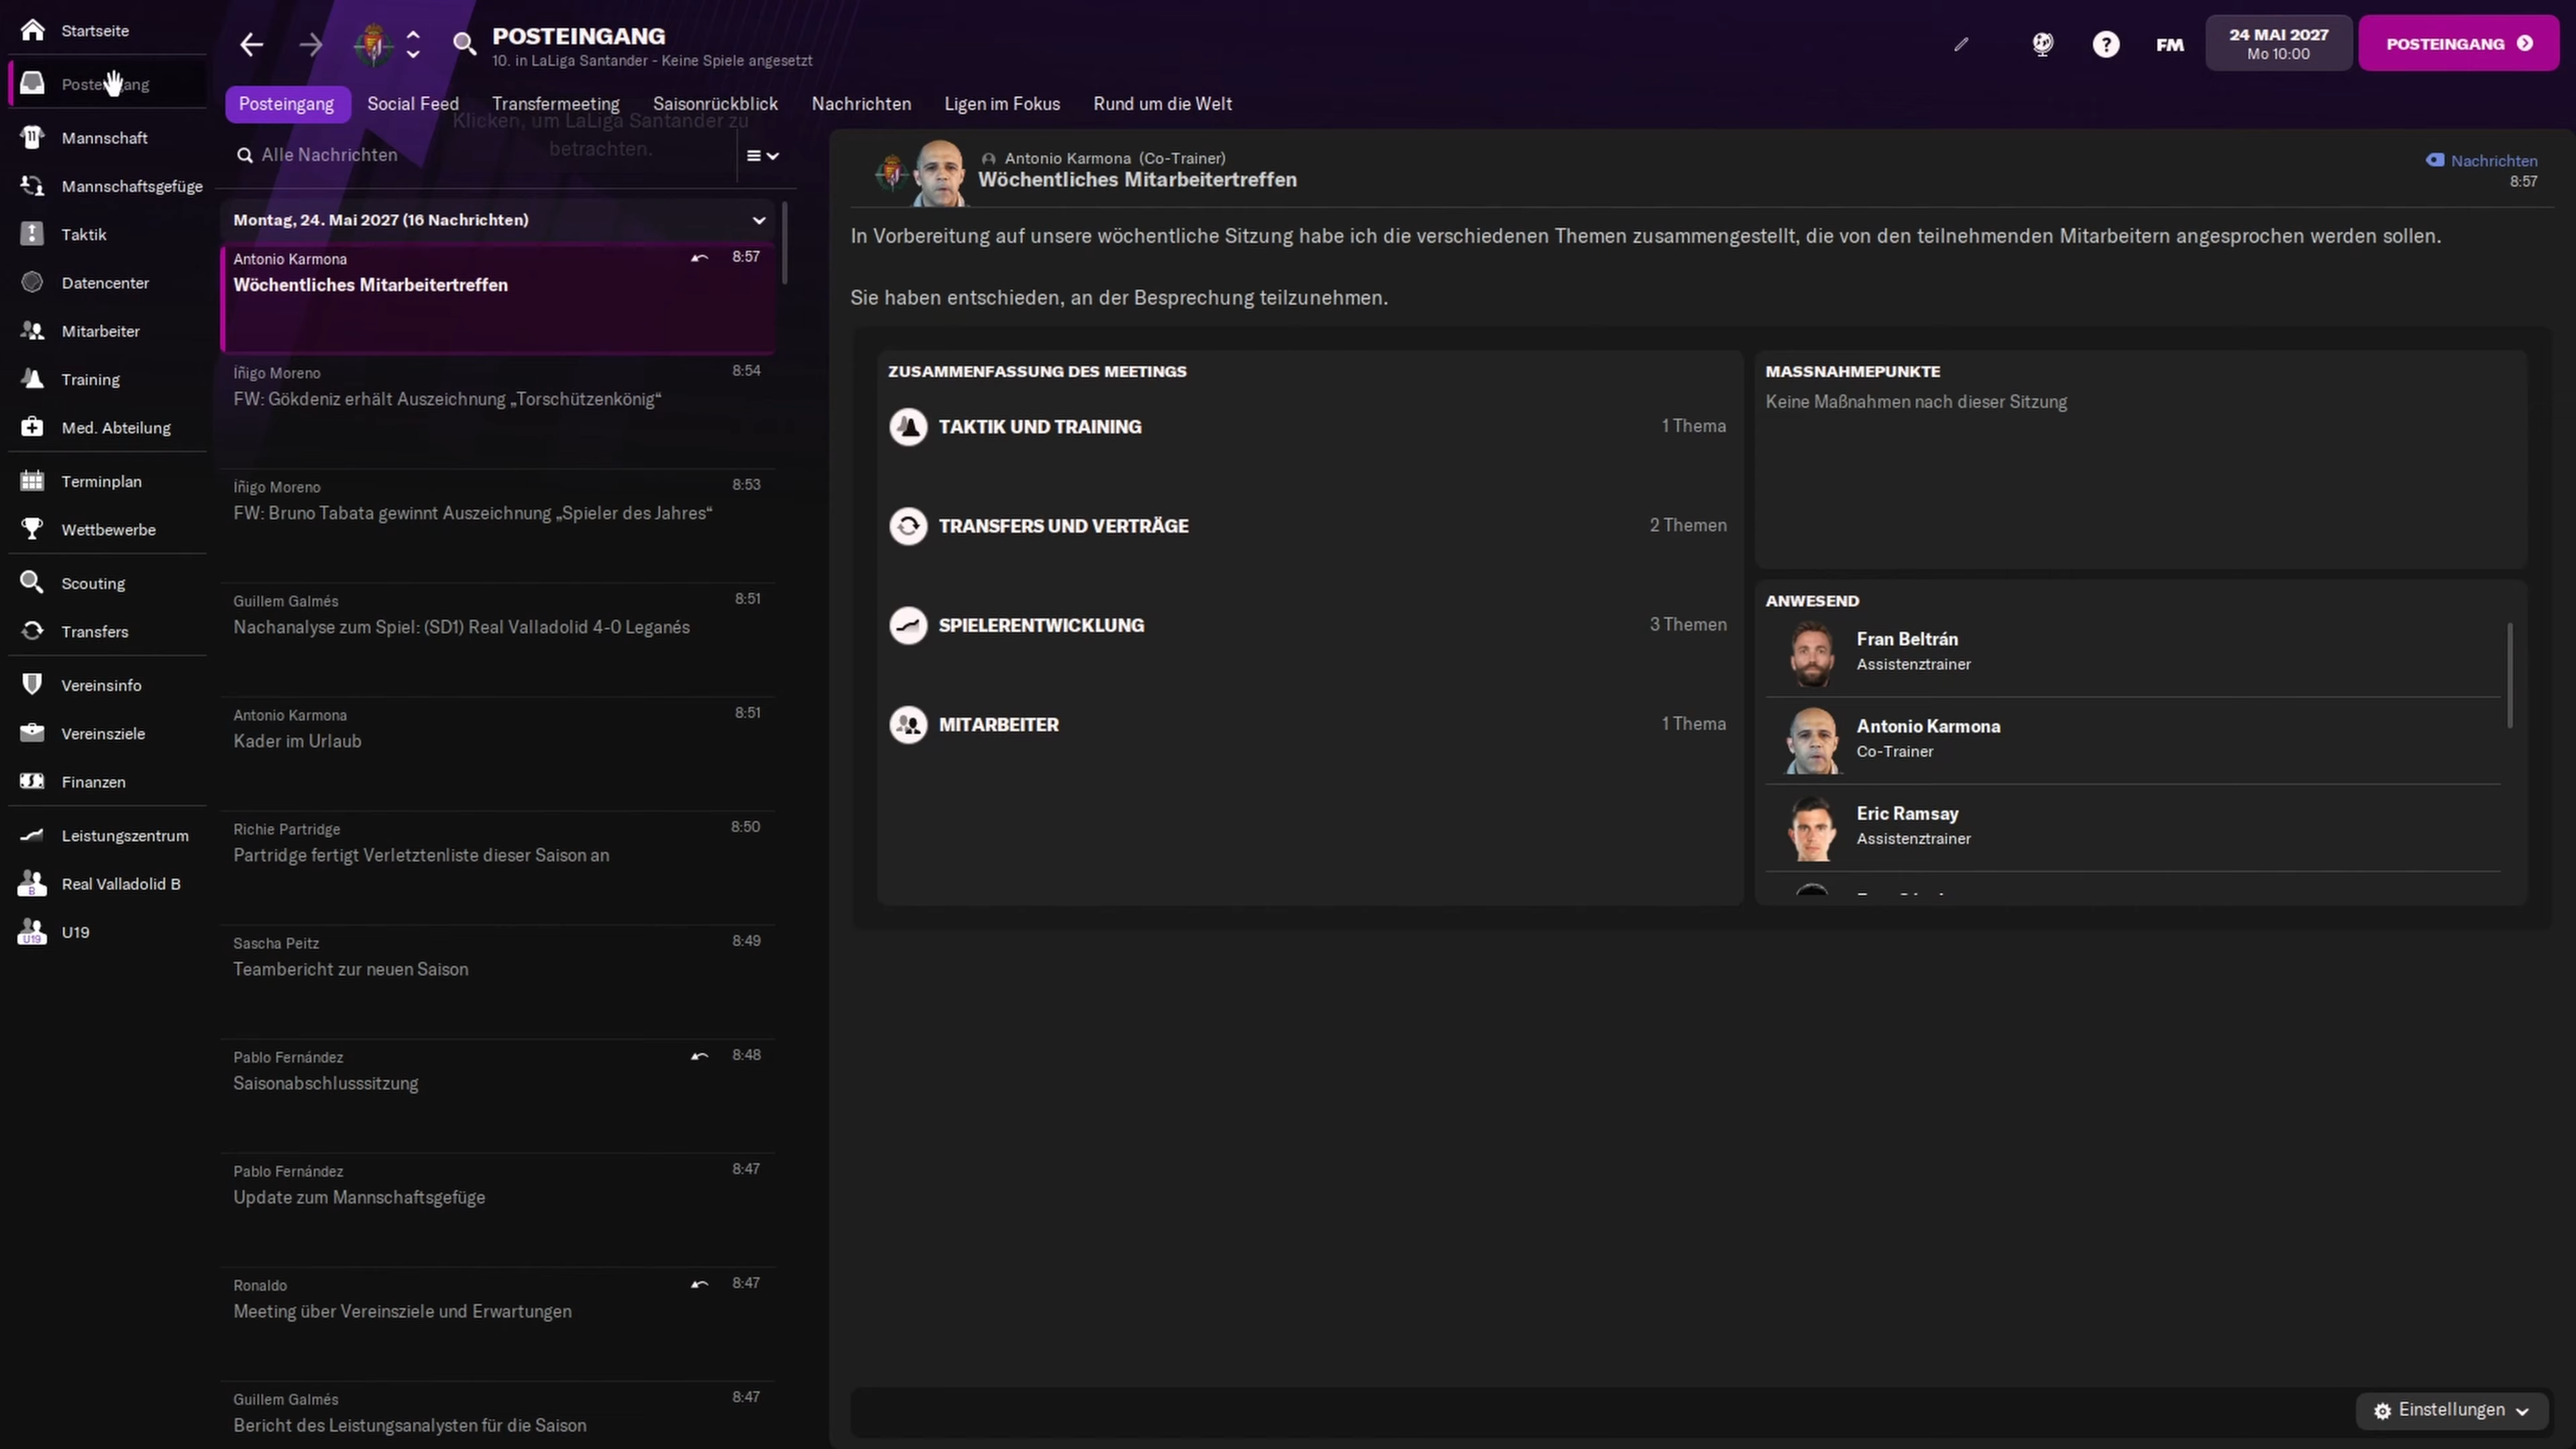 Startseite
Posteingang
Mannschaft
Mannschaftsgefüge
Taktik
Datencenter
Mitarbeiter
Training
Med. Abteilung
Terminplan
Wettbewerbe
Scouting
Transfers
Vereinsinfo
Vereinsziele
Finanzen
Leistungszentrum
B
Real Valladolid B
U19
U19
POSTEINGANG
10. in LaLiga Santander - Keine Spiele angesetzt
?
FM
24 MAI 2027
Mo 10:00
POSTEINGANG
Posteingang Social Feed Transfermeeting Saisonrückblick Nachrichten Ligen im Fokus Rund um die Welt
Klicken, um LaLiga Santander zu
betrachten.
Alle Nachrichten
Montag, 24. Mai 2027 (16 Nachrichten)
Antonio Karmona 8:57
Wöchentliches Mitarbeitertreffen
Íñigo Moreno 8:54
FW: Gökdeniz erhält Auszeichnung „Torschützenkönig“
Íñigo Moreno 8:53
FW: Bruno Tabata gewinnt Auszeichnung „Spieler des Jahres“
Guillem Galmés 8:51
Nachanalyse zum Spiel: (SD1) Real Valladolid 4-0 Leganés
Antonio Karmona 8:51
Kader im Urlaub
Richie Partridge 8:50
Partridge fertigt Verletztenliste dieser Saison an
Sascha Peitz 8:49
Teambericht zur neuen Saison
Pablo Fernández 8:48
Saisonabschlusssitzung
Pablo Fernández 8:47
Update zum Mannschaftsgefüge
Ronaldo 8:47
Meeting über Vereinsziele und Erwartungen
Guillem Galmés 8:47
Bericht des Leistungsanalysten für die Saison
Antonio Karmona (Co-Trainer)
Wöchentliches Mitarbeitertreffen
Nachrichten
8:57
In Vorbereitung auf unsere wöchentliche Sitzung habe ich die verschiedenen Themen zusammengestellt, die von den teilnehmenden Mitarbeitern angesprochen werden sollen.
Sie haben entschieden, an der Besprechung teilzunehmen.
ZUSAMMENFASSUNG DES MEETINGS
TAKTIK UND TRAINING 1 Thema
TRANSFERS UND VERTRÄGE 2 Themen
SPIELERENTWICKLUNG 3 Themen
MITARBEITER 1 Thema
MASSNAHMEPUNKTE
Keine Maßnahmen nach dieser Sitzung
ANWESEND
Fran Beltrán
Assistenztrainer
Antonio Karmona
Co-Trainer
Eric Ramsay
Assistenztrainer
Einstellungen